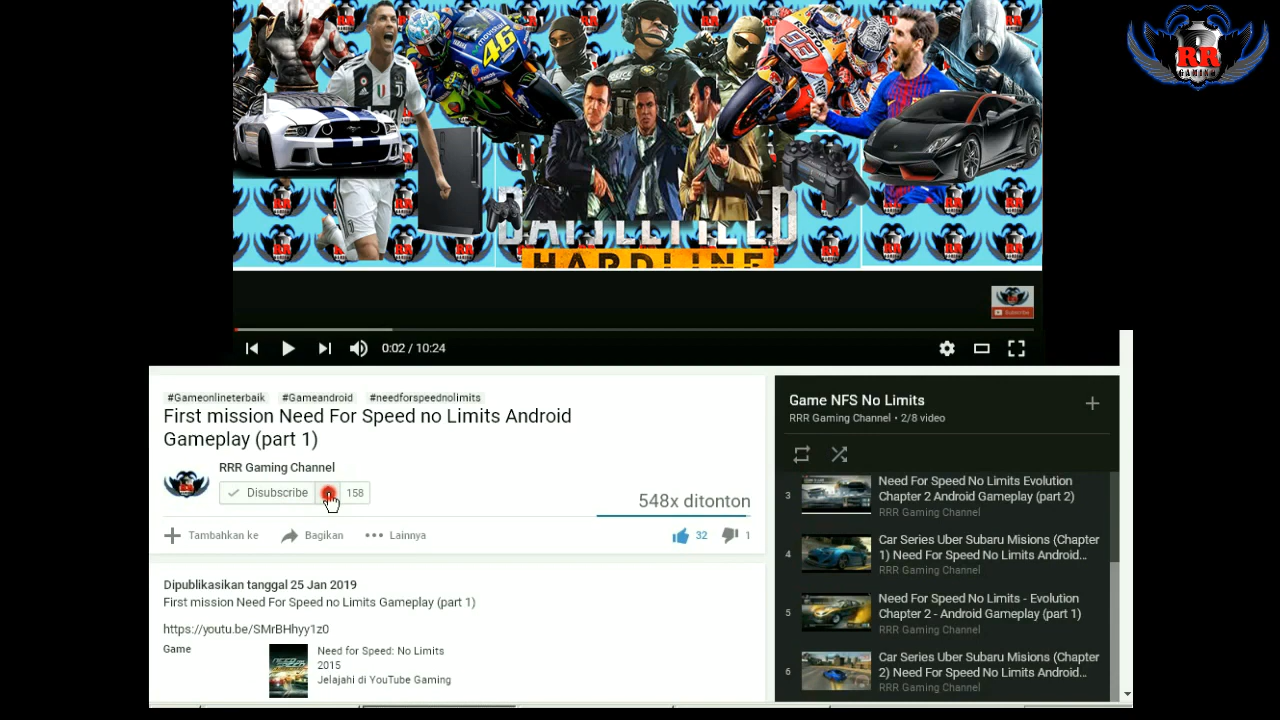 RR
GAMING
46
93
POLICE
BATTLEFIELD
HARDLINE
Subscribe
0:02 / 10:24
#Gameonlineterbaik #Gameandroid #needforspeednolimits
First mission Need For Speed no Limits Android
Gameplay (part 1)
RRR Gaming Channel
Disubscribe 158
548x ditonton
Tambahkan ke Bagikan Lainnya 32 1
Dipublikasikan tanggal 25 Jan 2019
First mission Need For Speed no Limits Gameplay (part 1)
https://youtu.be/SMrBHhyy1z0
Game
Need for Speed: No Limits
2015
Jelajahi di YouTube Gaming
Game NFS No Limits
RRR Gaming Channel • 2/8 video
3
Need For Speed No Limits Evolution
Chapter 2 Android Gameplay (part 2)
RRR Gaming Channel
4
Car Series Uber Subaru Misions (Chapter
1) Need For Speed No Limits Android...
RRR Gaming Channel
5
Need For Speed No Limits - Evolution
Chapter 2 - Android Gameplay (part 1)
RRR Gaming Channel
6
Car Series Uber Subaru Misions (Chapter
2) Need For Speed No Limits Android...
RRR Gaming Channel